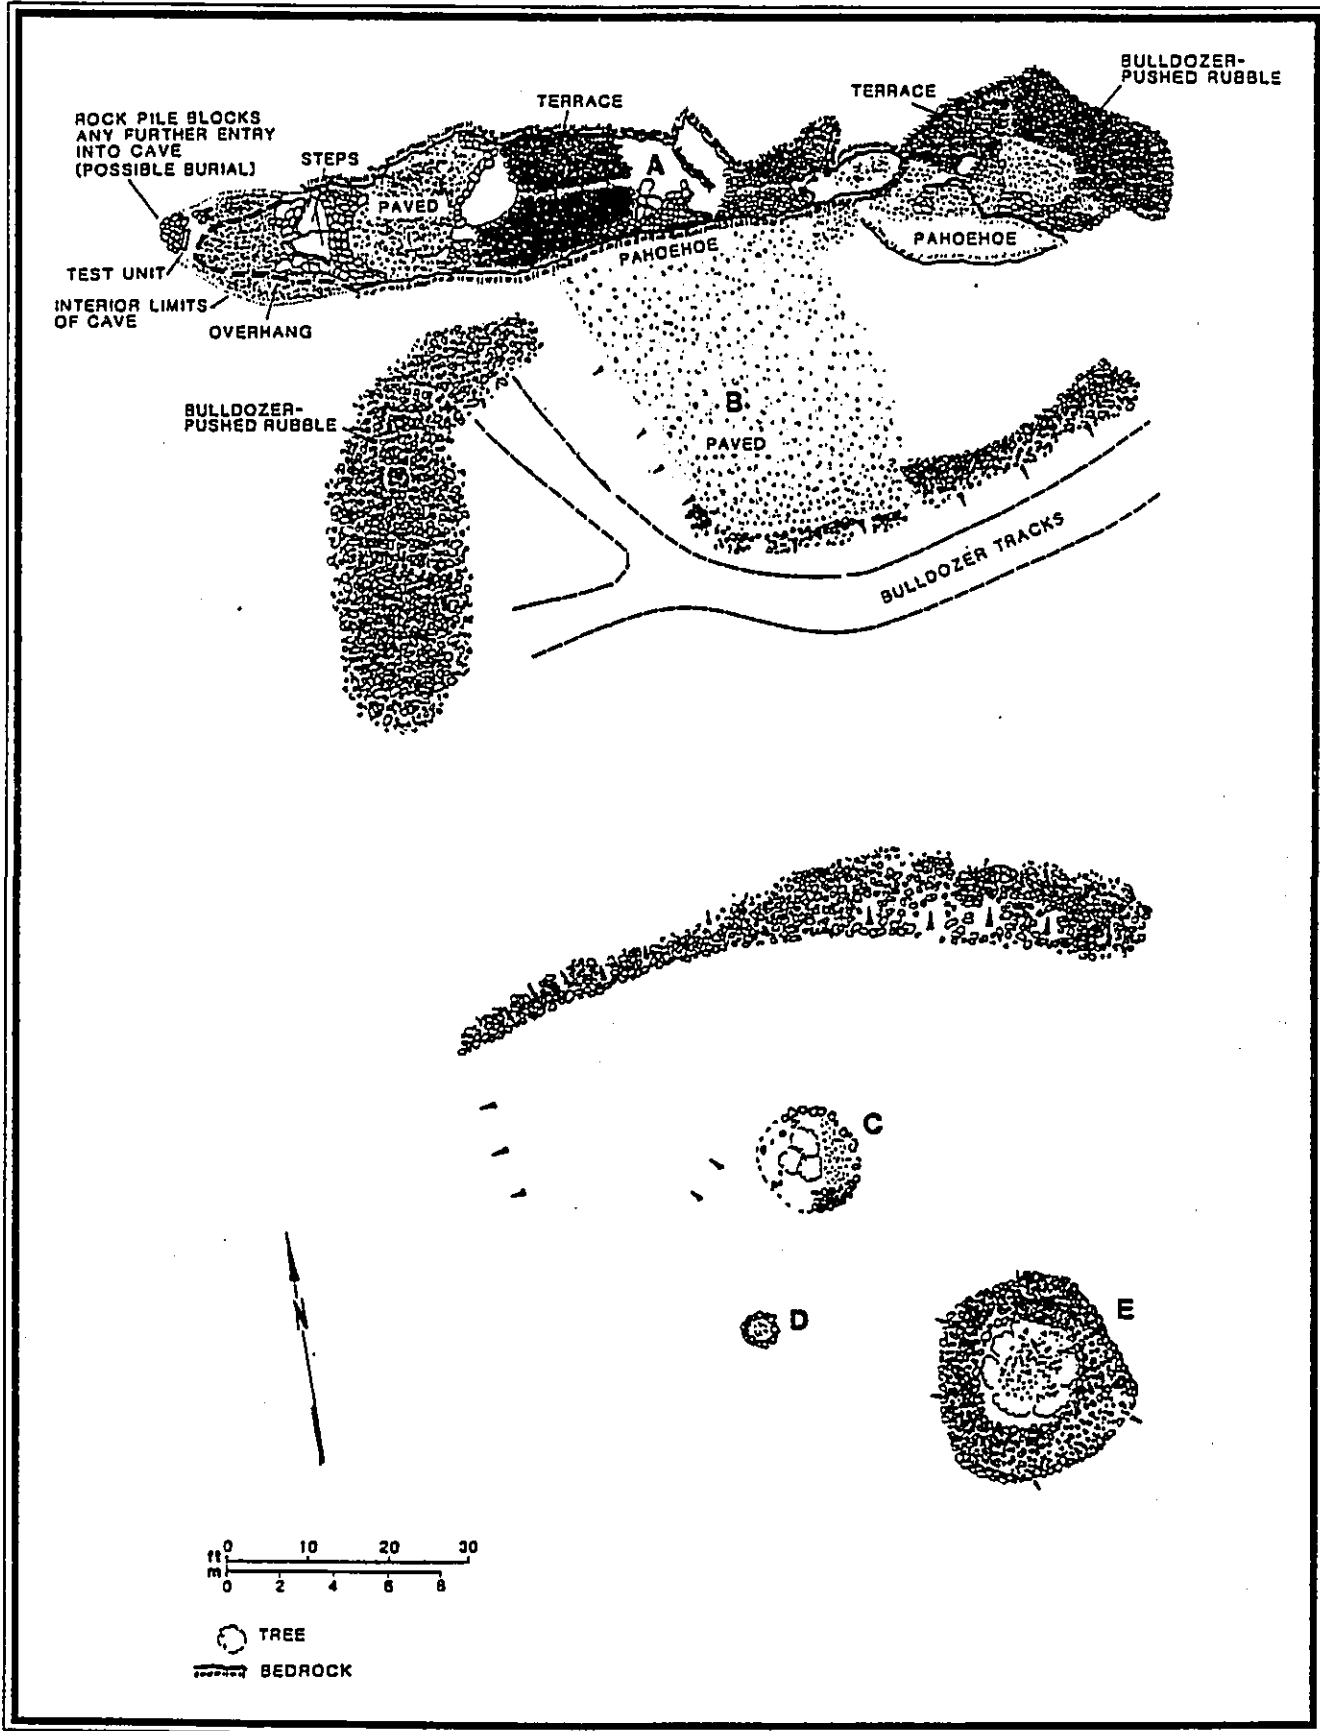 BULLDOZER-
PUSHED RUBBLE
TERRACE
TERRACE
ROCK PILE BLOCKS
ANY FURTHER ENTRY
INTO CAVE
(POSSIBLE BURIAL)
STEPS
A
PAVED
PAHOEHOE
PAHOEHOE
TEST UNIT
INTERIOR LIMITS
OF CAVE
OVERHANG
BULLDOZER-
PUSHED RUBBLE
B
PAVED
BULLDOZER TRACKS
C
N
D
E
ft 0 10 20 30
m 0 2 4 6 8
TREE
BEDROCK